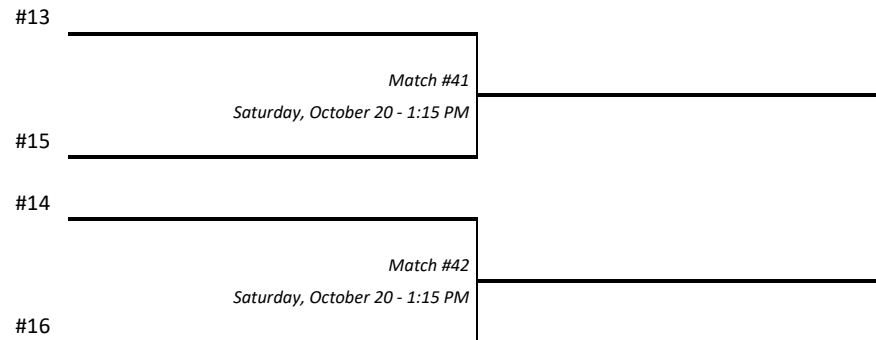 #13
Match #41
Saturday, October 20 - 1:15 PM
#15
#14
Match #42
Saturday, October 20 - 1:15 PM
#16